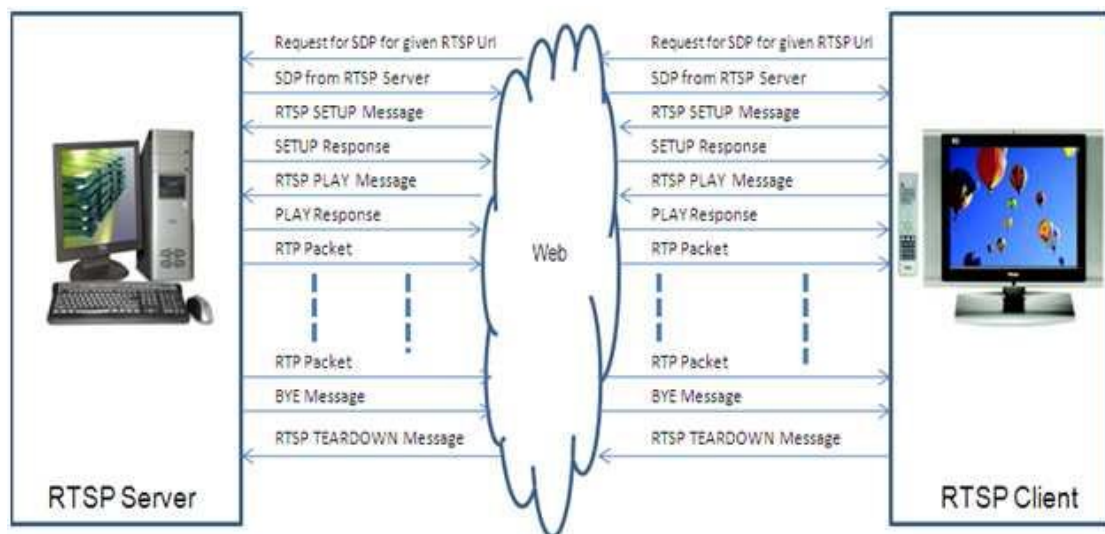 Request for SDP for given RTSP Url
Request for SDP for given RTSP Url
SDP from RTSP Server
SDP from RTSP Server
RTSP SETUP Message
RTSP SETUP Message
SETUP Response
SETUP Response
RTSP PLAY Message
RTSP PLAY Message
PLAY Response
PLAY Response
RTP Packet
Web
RTP Packet
RTP Packet
RTP Packet
BYE Message
BYE Message
RTSP TEARDOWN Message
RTSP TEARDOWN Message
RTSP Server
RTSP Client